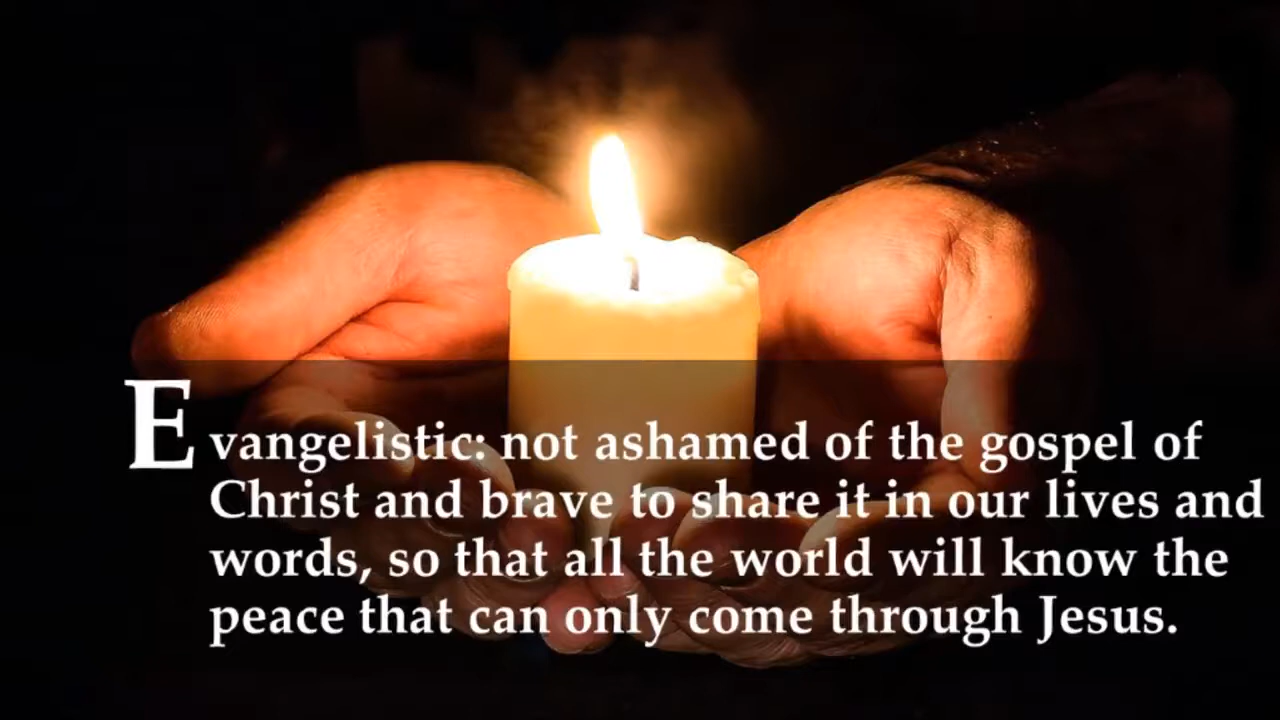 Evangelistic: not ashamed of the gospel of
Christ and brave to share it in our lives and
words, so that all the world will know the
peace that can only come through Jesus.